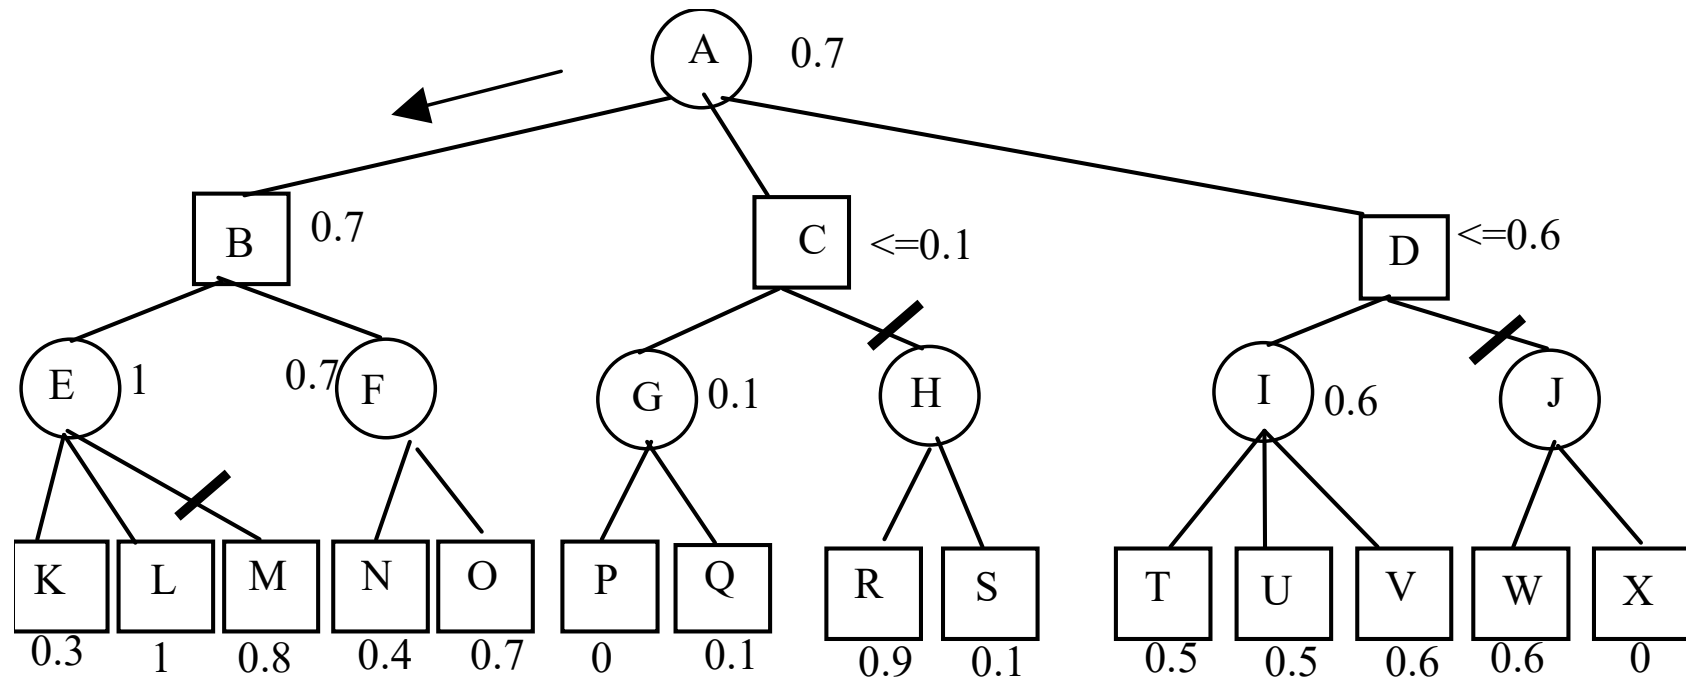 A 0.7
B 0.7 C <=0.1 D <=0.6
E 1 0.7 F G 0.1 H I 0.6 J
K L M N O P Q R S T U V W X
0.3 1 0.8 0.4 0.7 0 0.1 0.9 0.1 0.5 0.5 0.6 0.6 0